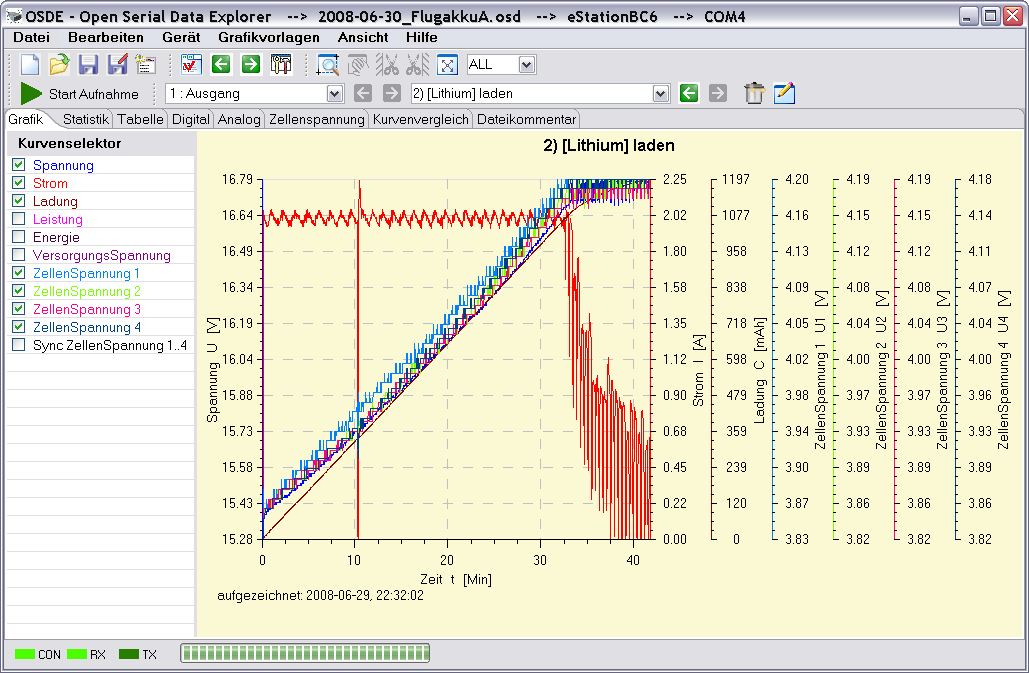 OSDE - Open Serial Data Explorer --> 2008-06-30_FlugakkuA.osd --> eStationBC6 --> COM4
Datei Bearbeiten Gerät Grafikvorlagen Ansicht Hilfe
ALL
Start Aufnahme 1 : Ausgang 2) [Lithium] laden
Grafik Statistik Tabelle Digital Analog Zellenspannung Kurvenvergleich Dateikommentar
Kurvenselektor
Spannung
Strom
Ladung
Leistung
Energie
VersorgungsSpannung
ZellenSpannung 1
ZellenSpannung 2
ZellenSpannung 3
ZellenSpannung 4
Sync ZellenSpannung 1..4
2) [Lithium] laden
16.79 2.25 1197 4.20 4.19 4.19 4.18
16.64 2.02 1077 4.16 4.15 4.15 4.14
16.49 1.80 958 4.13 4.11 4.11 4.11
16.34 1.58 838 4.09 4.08 4.08 4.07
16.19 1.35 718 4.05 4.04 4.04 4.04
16.04 1.12 598 4.02 4.00 4.00 4.00
15.88 0.90 479 3.98 3.97 3.97 3.96
15.73 0.68 359 3.94 3.93 3.93 3.93
15.58 0.45 239 3.90 3.89 3.89 3.89
15.43 0.22 120 3.87 3.86 3.86 3.86
15.28 0.00 0 3.83 3.82 3.82 3.82
Spannung U [V]
Strom I [A]
Ladung C [mAh]
ZellenSpannung 1 U1 [V]
ZellenSpannung 2 U2 [V]
ZellenSpannung 3 U3 [V]
ZellenSpannung 4 U4 [V]
0 10 20 30 40
Zeit t [Min]
aufgezeichnet: 2008-06-29, 22:32:02
CON RX TX